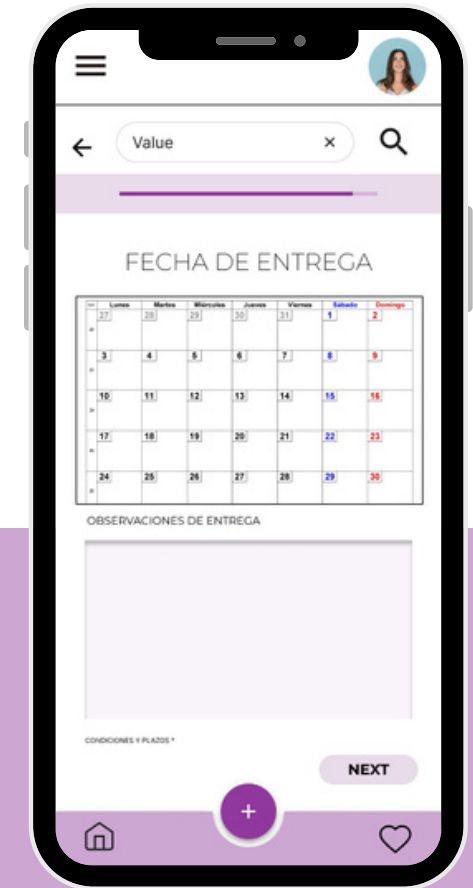 Value ×
FECHA DE ENTREGA
Lunes Martes Miércoles Jueves Viernes Sábado Domingo
27 28 29 30 31 1 2
3 4 5 6 7 8 9
10 11 12 13 14 15 16
17 18 19 20 21 22 23
24 25 26 27 28 29 30
OBSERVACIONES DE ENTREGA
CONDICIONES Y PLAZOS *
NEXT
+